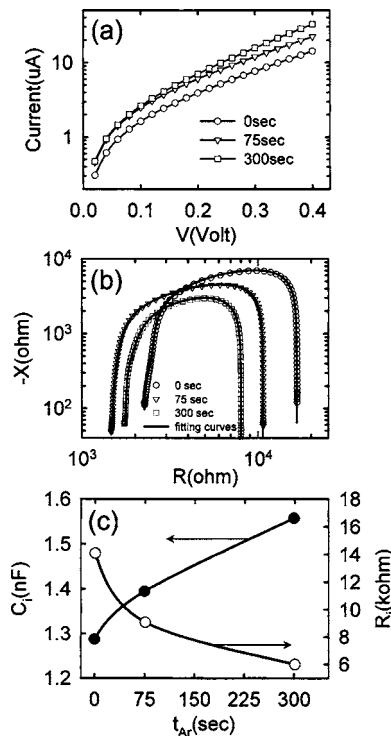 (a)
Current(uA)
10
1
0sec
75sec
300sec
0.0 0.1 0.2 0.3 0.4
V(Volt)
(b)
-X(ohm)
10^4
10^3
10^2
0 sec
75 sec
300 sec
fitting curves
10^3 10^4
R(ohm)
(c)
C_i(nF)
1.6
1.5
1.4
1.3
1.2
R_i(kohm)
18
16
14
12
10
8
6
4
0 75 150 225 300
t_Ar(sec)